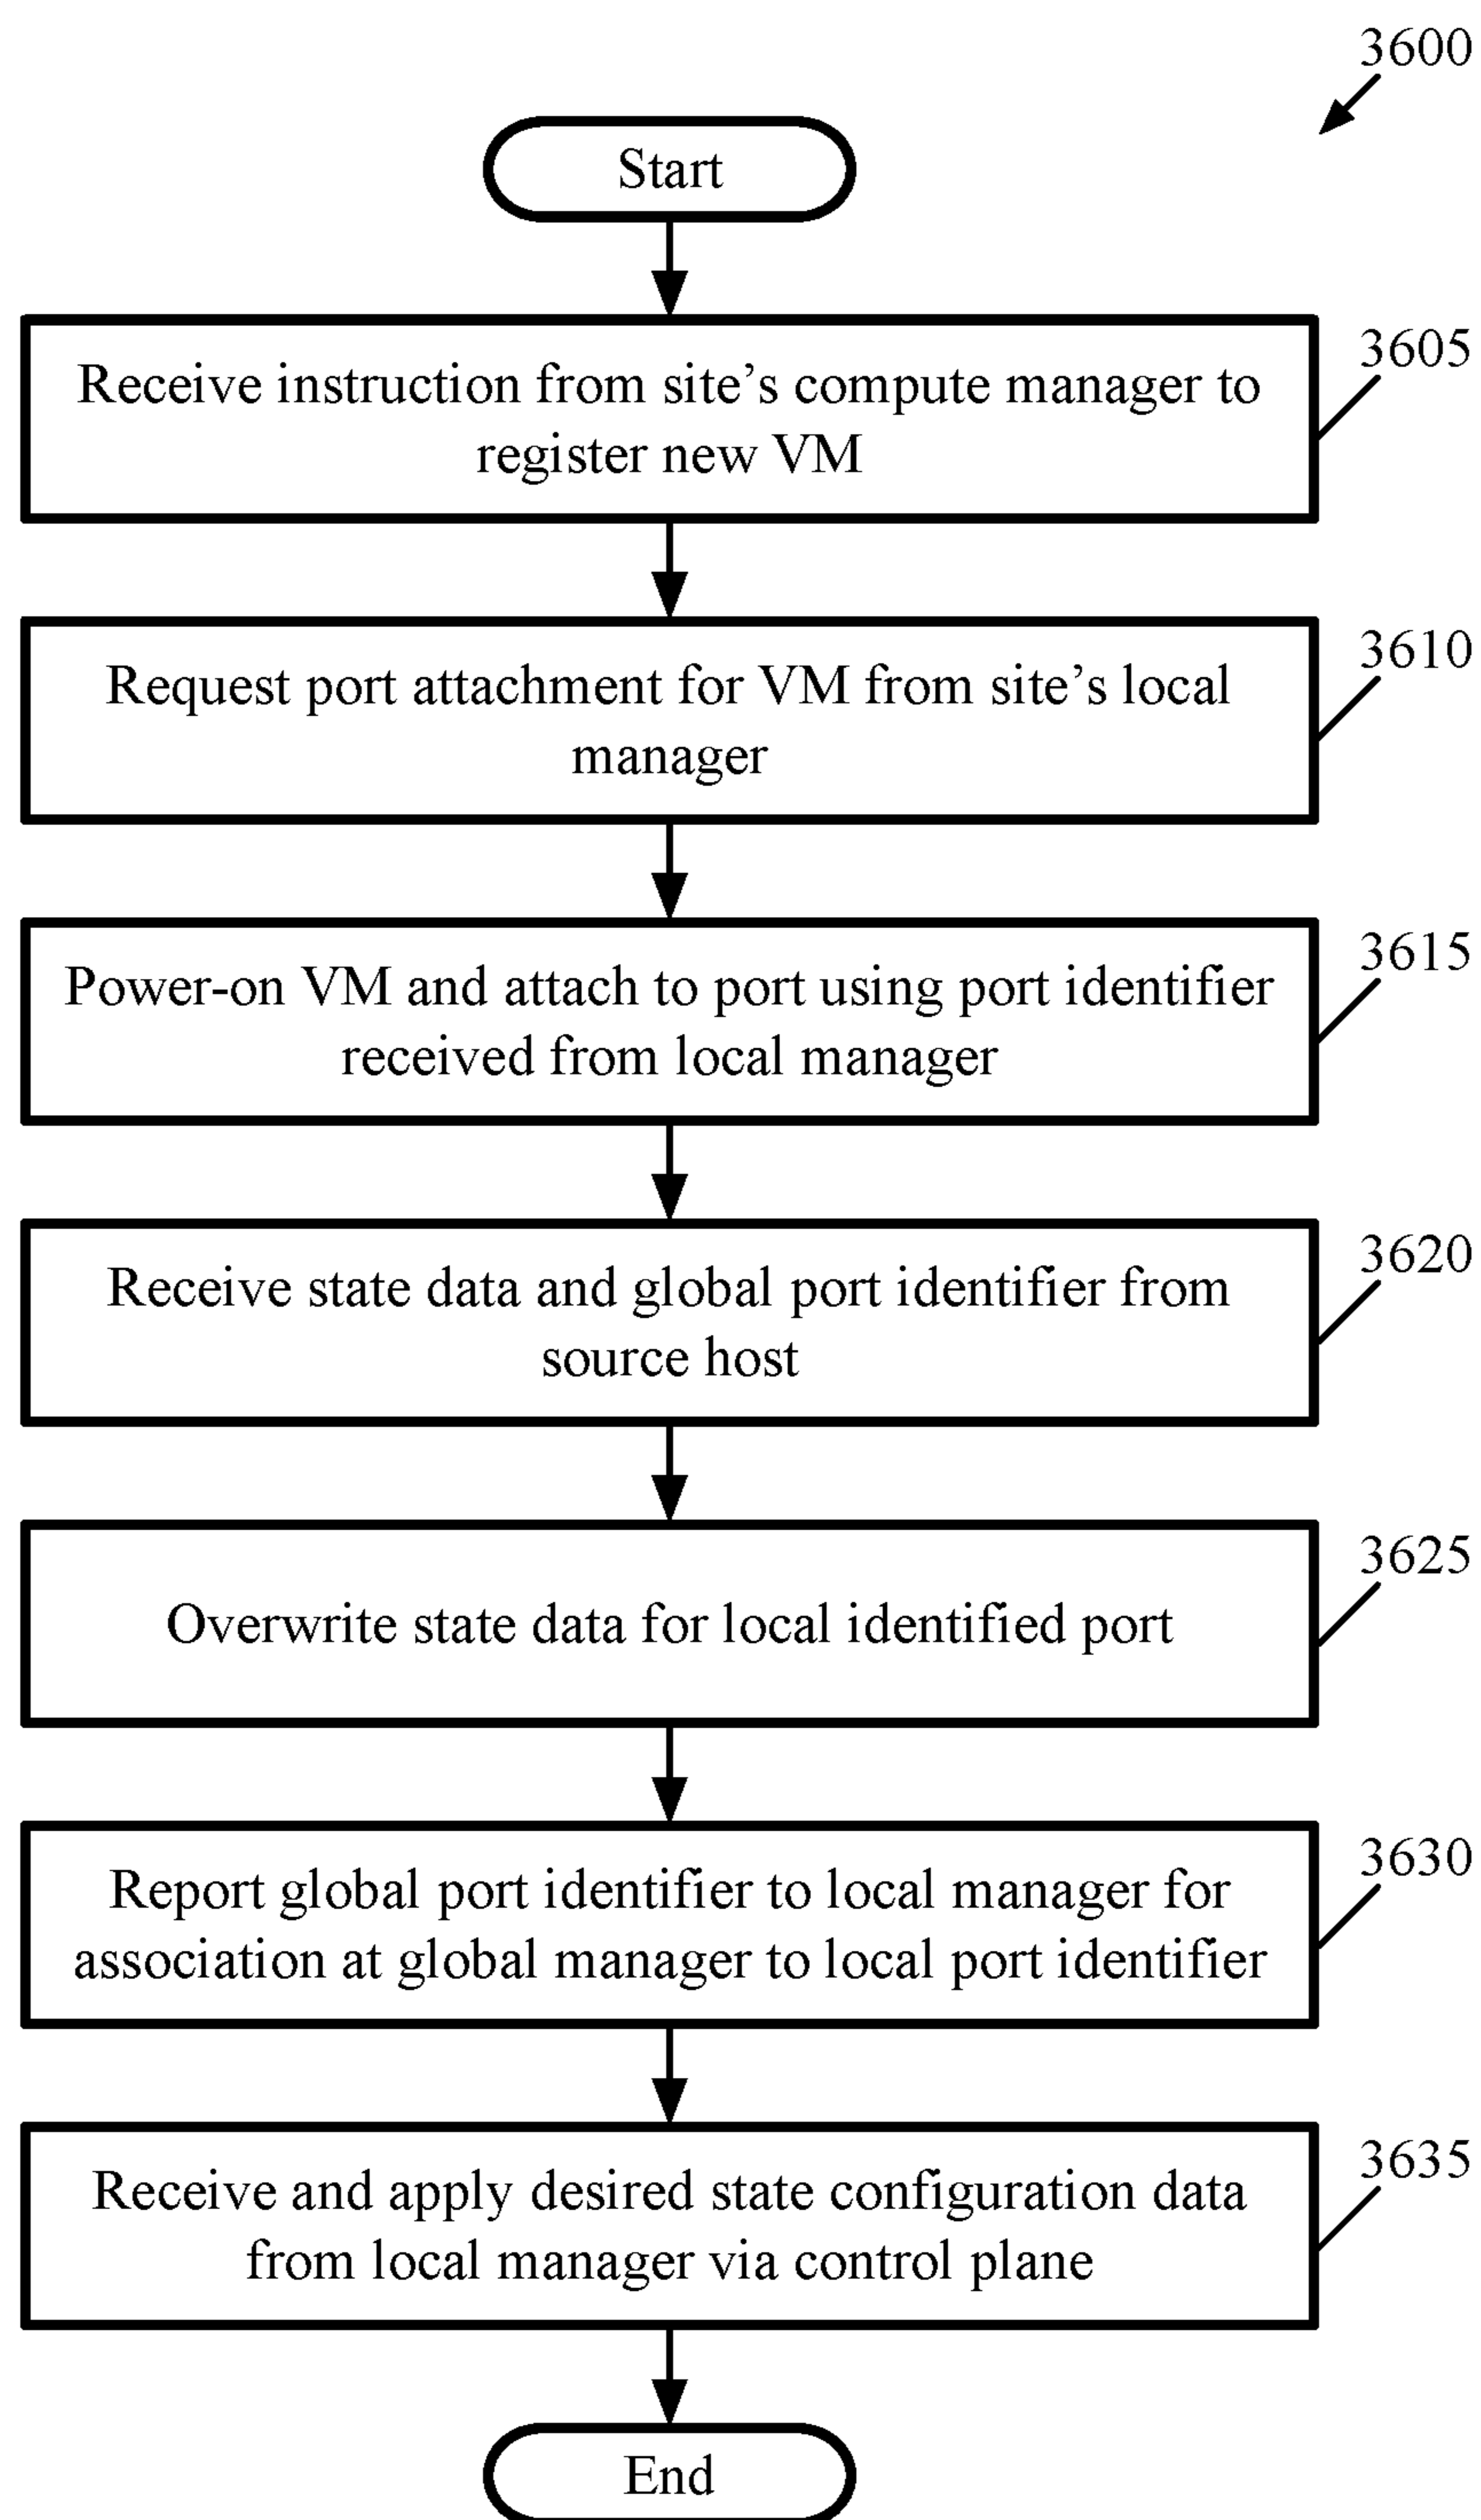 3600
Start
3605
Receive instruction from site’s compute manager to
register new VM
3610
Request port attachment for VM from site’s local
manager
3615
Power-on VM and attach to port using port identifier
received from local manager
3620
Receive state data and global port identifier from
source host
3625
Overwrite state data for local identified port
3630
Report global port identifier to local manager for
association at global manager to local port identifier
3635
Receive and apply desired state configuration data
from local manager via control plane
End